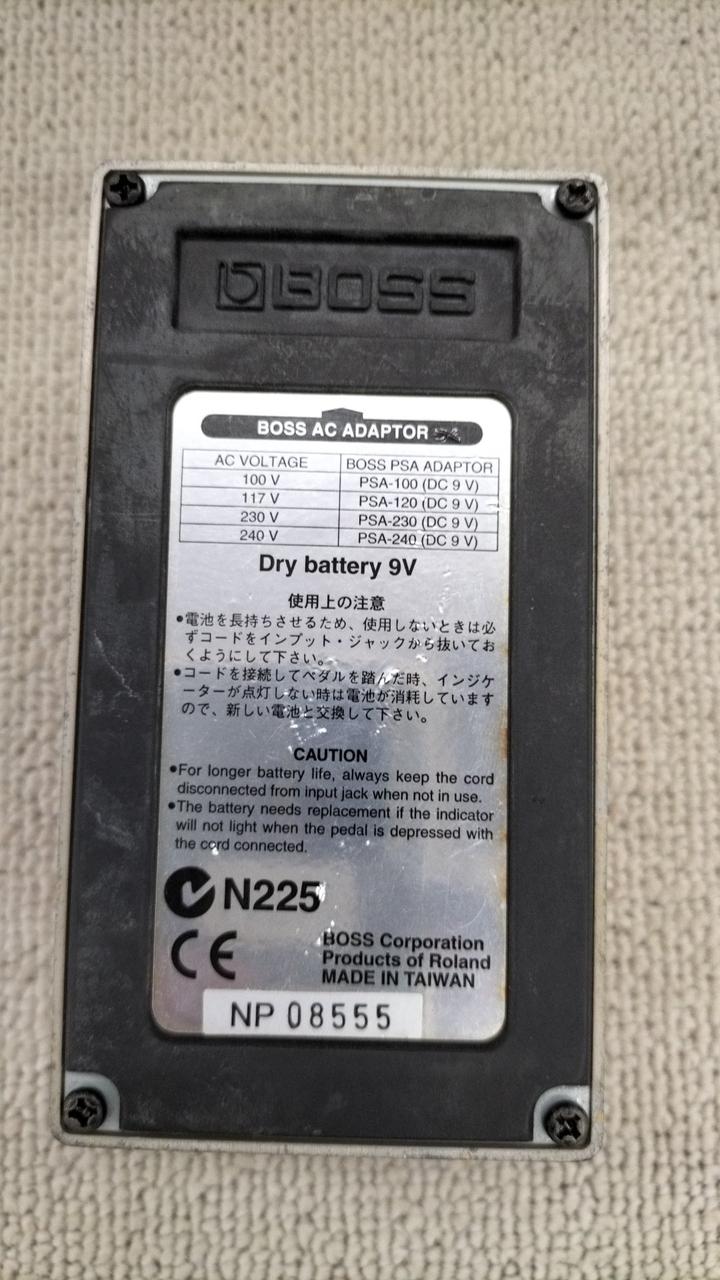 BOSS
BOSS AC ADAPTOR
AC VOLTAGE BOSS PSA ADAPTOR
100 V PSA-100 (DC 9 V)
117 V PSA-120 (DC 9 V)
230 V PSA-230 (DC 9 V)
240 V PSA-240 (DC 9 V)
Dry battery 9V
使用上の注意
●電池を長持ちさせるため、使用しないときは必
ずコードをインプット・ジャックから抜いてお
くようにして下さい。
●コードを接続してペダルを踏んだ時、インジケ
ーターが点灯しない時は電池が消耗しています
ので、新しい電池と交換して下さい。
CAUTION
●For longer battery life, always keep the cord
disconnected from input jack when not in use.
●The battery needs replacement if the indicator
will not light when the pedal is depressed with
the cord connected.
N225
CE
BOSS Corporation
Products of Roland
MADE IN TAIWAN
NP 08555